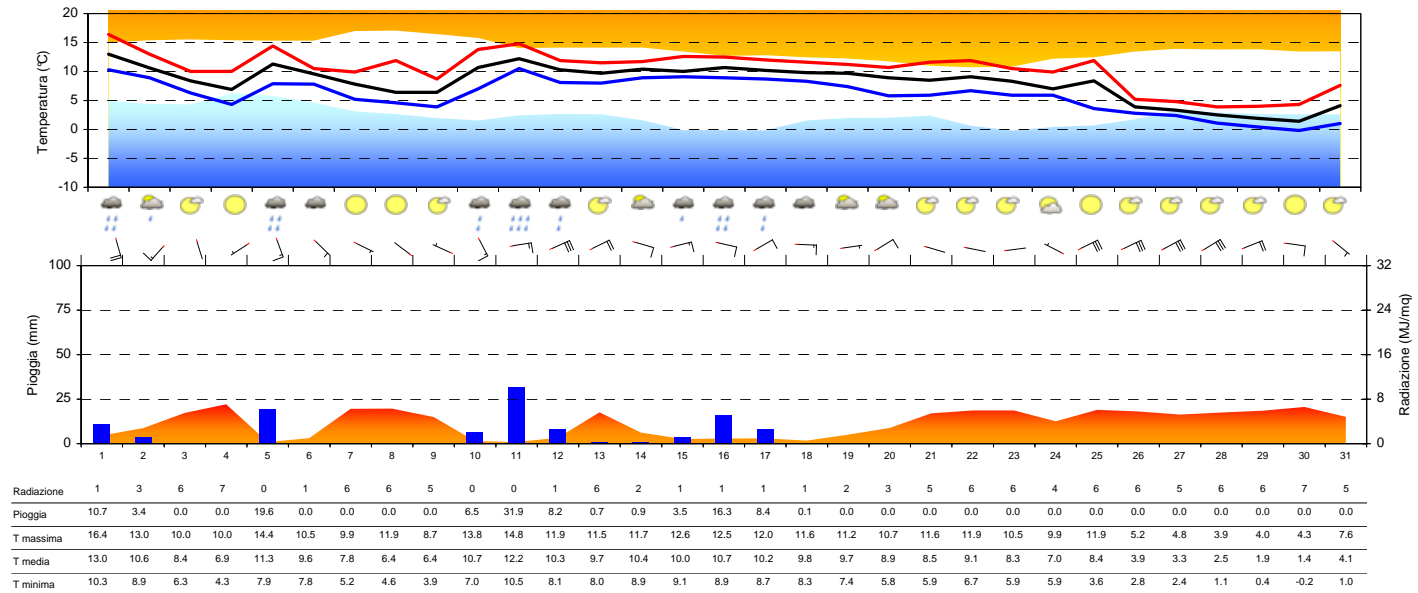 20
15
10
5
0
-5
-10
Temperatura (°C)
100
75
50
25
0
Pioggia (mm)
32
24
16
8
0
Radiazione (MJ/mq)
1 2 3 4 5 6 7 8 9 10 11 12 13 14 15 16 17 18 19 20 21 22 23 24 25 26 27 28 29 30 31
Radiazione 1 3 6 7 0 1 6 6 5 0 0 1 6 2 1 1 1 1 2 3 5 6 6 4 6 6 5 6 6 7 5
Pioggia 10.7 3.4 0.0 0.0 19.6 0.0 0.0 0.0 0.0 6.5 31.9 8.2 0.7 0.9 3.5 16.3 8.4 0.1 0.0 0.0 0.0 0.0 0.0 0.0 0.0 0.0 0.0 0.0 0.0 0.0 0.0
T massima 16.4 13.0 10.0 10.0 14.4 10.5 9.9 11.9 8.7 13.8 14.8 11.9 11.5 11.7 12.6 12.5 12.0 11.6 11.2 10.7 11.6 11.9 10.5 9.9 11.9 5.2 4.8 3.9 4.0 4.3 7.6
T media 13.0 10.6 8.4 6.9 11.3 9.6 7.8 6.4 6.4 10.7 12.2 10.3 9.7 10.4 10.0 10.7 10.2 9.8 9.7 8.9 8.5 9.1 8.3 7.0 8.4 3.9 3.3 2.5 1.9 1.4 4.1
T minima 10.3 8.9 6.3 4.3 7.9 7.8 5.2 4.6 3.9 7.0 10.5 8.1 8.0 8.9 9.1 8.9 8.7 8.3 7.4 5.8 5.9 6.7 5.9 5.9 3.6 2.8 2.4 1.1 0.4 -0.2 1.0